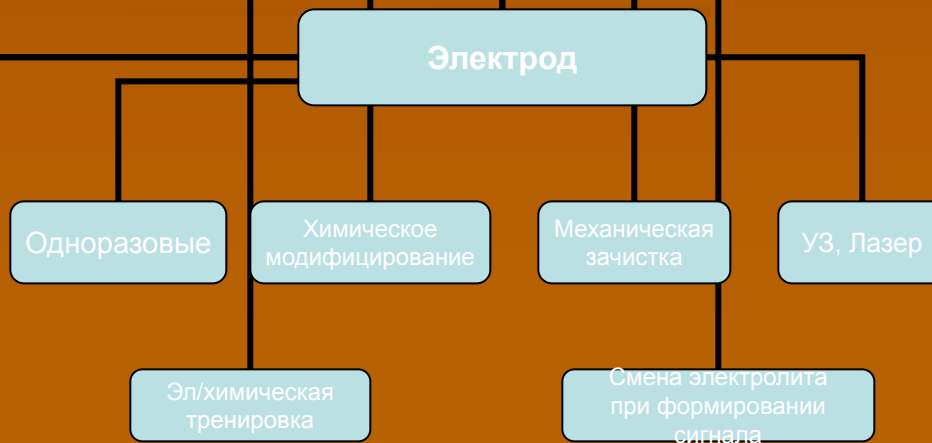 Электрод
Одноразовые
Химическое
модифицирование
Механическая
зачистка
УЗ, Лазер
Эл/химическая
тренировка
Смена электролита
при формировании
сигнала